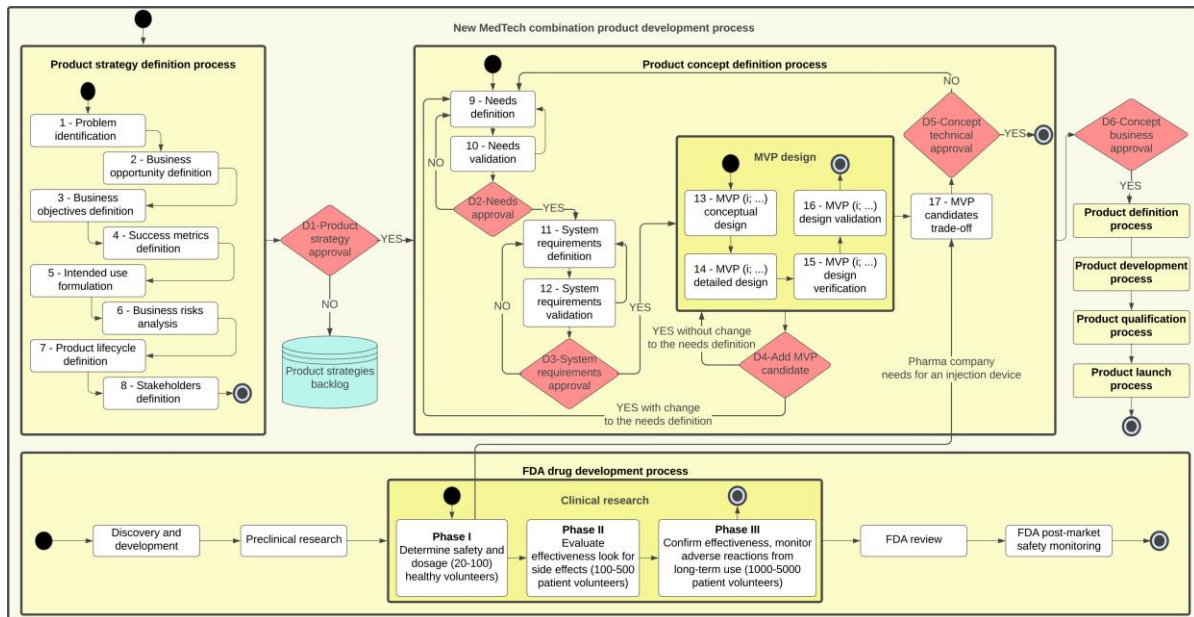 New MedTech combination product development process
Product strategy definition process
1 - Problem
identification
2 - Business
opportunity definition
3 - Business
objectives definition
4 - Success metrics
definition
5 - Intended use
formulation
6 - Business risks
analysis
7 - Product lifecycle
definition
8 - Stakeholders
definition
D1-Product
strategy
approval
YES
NO
Product strategies
backlog
Product concept definition process
9 - Needs
definition
10 - Needs
validation
NO
D2-Needs
approval
YES
11 - System
requirements
definition
12 - System
requirements
validation
NO
D3-System
requirements
approval
YES
MVP design
13 - MVP (i; ...)
conceptual
design
14 - MVP (i; ...)
detailed design
15 - MVP (i; ...)
design
verification
16 - MVP (i; ...)
design validation
YES without change
to the needs definition
D4-Add MVP
candidate
YES with change
to the needs definition
17 - MVP
candidates
trade-off
NO
D5-Concept
technical
approval
YES
Pharma company
needs for an injection device
D6-Concept
business
approval
YES
Product definition
process
Product development
process
Product qualification
process
Product launch
process
FDA drug development process
Discovery and
development
Preclinical research
Clinical research
Phase I
Determine safety and
dosage (20-100)
healthy volunteers)
Phase II
Evaluate
effectiveness look for
side effects (100-500
patient volunteers)
Phase III
Confirm effectiveness, monitor
adverse reactions from
long-term use (1000-5000
patient volunteers)
FDA review
FDA post-market
safety monitoring